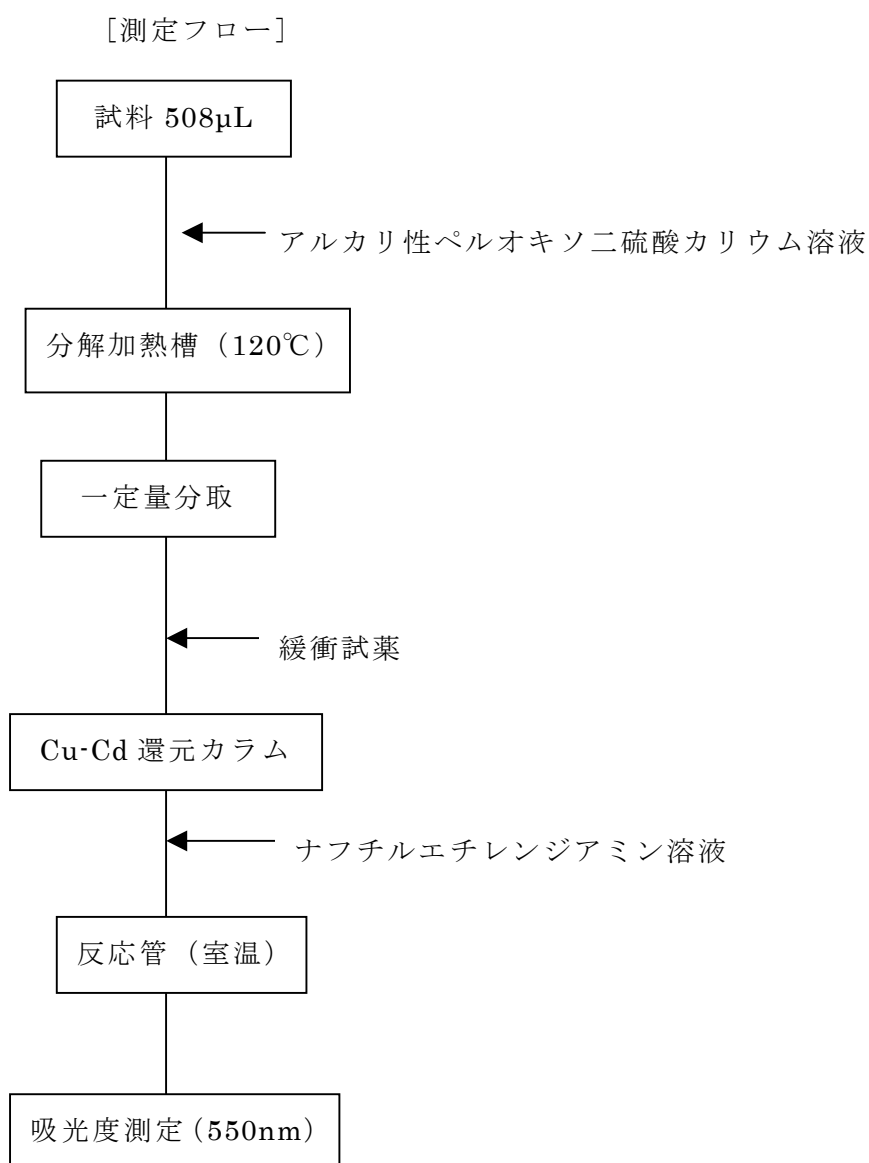 [測定フロー]
試料 508µL
アルカリ性ペルオキソ二硫酸カリウム溶液
分解加熱槽（120℃）
一定量分取
緩衝試薬
Cu-Cd 還元カラム
ナフチルエチレンジアミン溶液
反応管（室温）
吸光度測定(550nm)